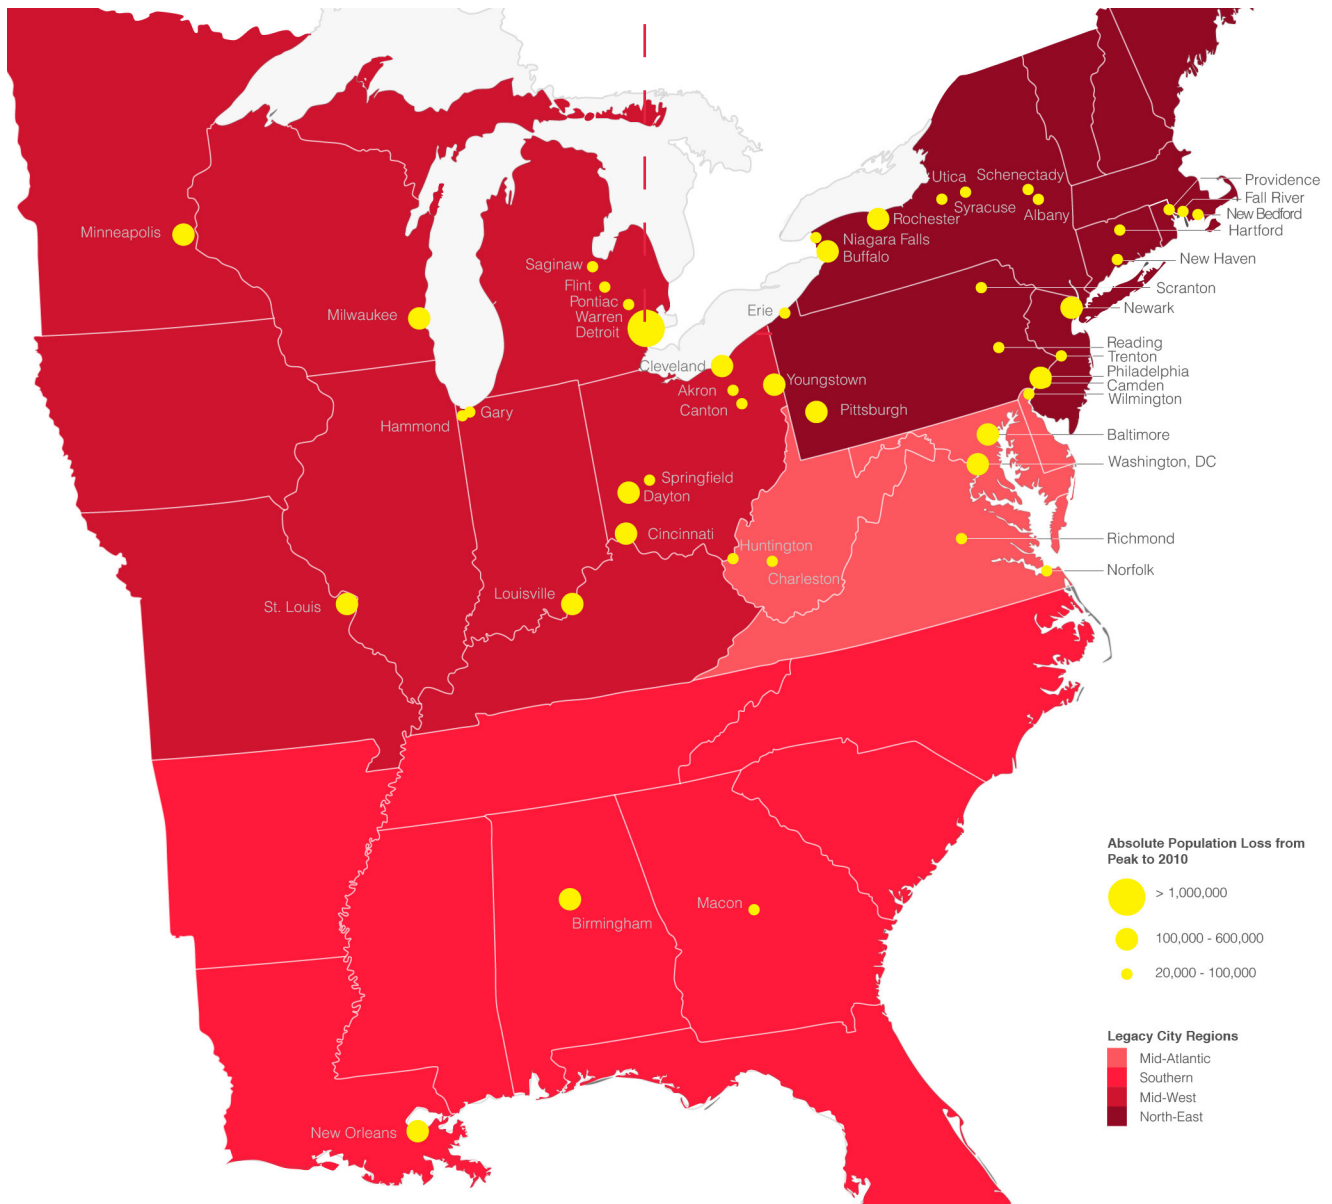 Utica
Schenectady
Providence
Fall River
New Bedford
Syracuse
Albany
Rochester
Hartford
Minneapolis
Niagara Falls
Buffalo
New Haven
Saginaw
Flint
Scranton
Pontiac
Milwaukee
Warren
Erie
Newark
Detroit
Reading
Trenton
Cleveland
Philadelphia
Youngstown
Camden
Akron
Wilmington
Canton
Pittsburgh
Gary
Hammond
Baltimore
Washington, DC
Springfield
Dayton
Cincinnati
Richmond
Huntington
Norfolk
Charleston
Louisville
St. Louis
Macon
Birmingham
New Orleans
Absolute Population Loss from
Peak to 2010
> 1,000,000
100,000 - 600,000
20,000 - 100,000
Legacy City Regions
Mid-Atlantic
Southern
Mid-West
North-East